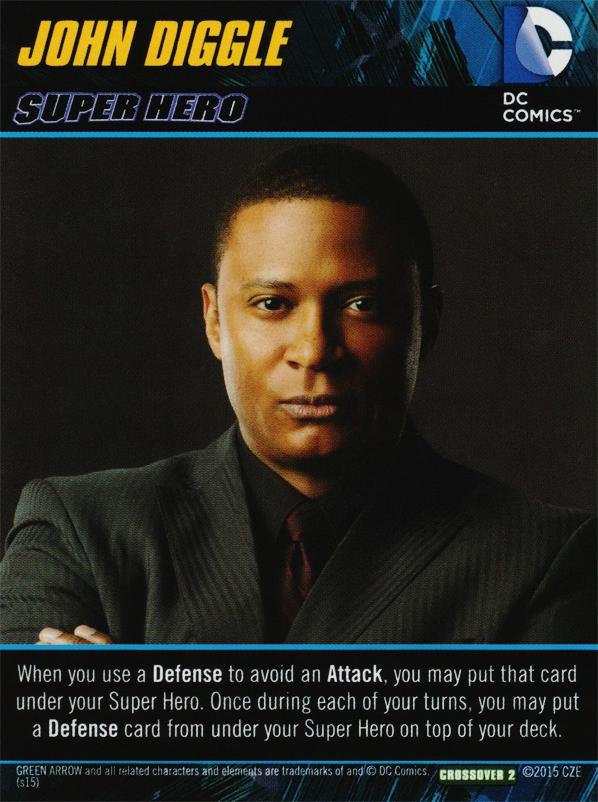 JOHN DIGGLE
SUPER HERO
DC
COMICS™
When you use a Defense to avoid an Attack, you may put that card
under your Super Hero. Once during each of your turns, you may put
a Defense card from under your Super Hero on top of your deck.
GREEN ARROW and all related characters and elements are trademarks of and © DC Comics.
(s15)
CROSSOVER 2
©2015 CZE